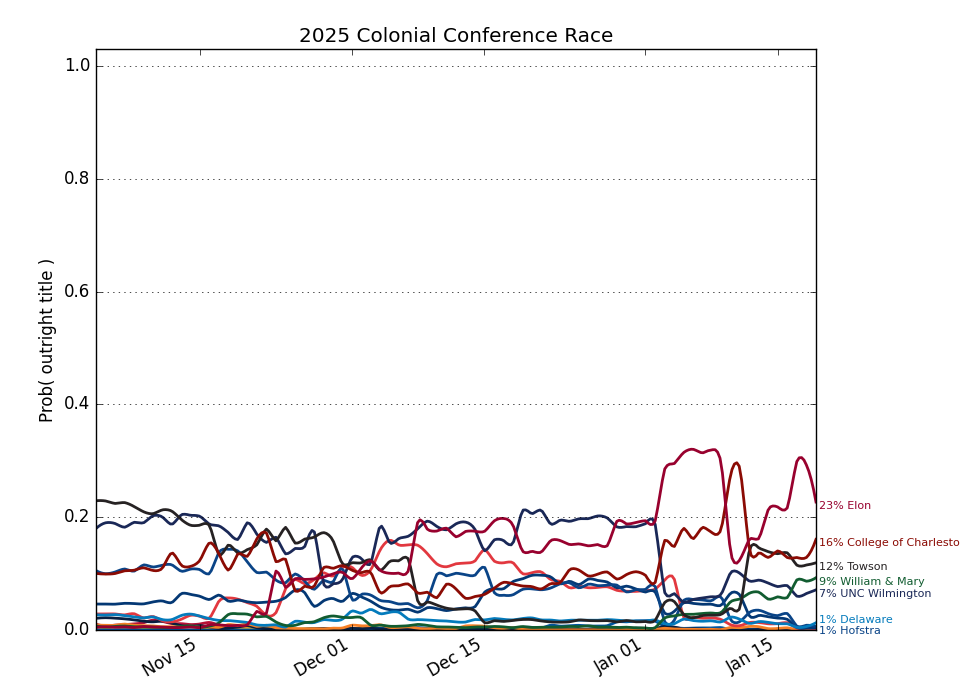 2025 Colonial Conference Race
Prob( outright title )
1.0
0.8
0.6
0.4
0.2
0.0
Nov 15
Dec 01
Dec 15
Jan 01
Jan 15
23% Elon
16% College of Charlesto
12% Towson
9% William & Mary
7% UNC Wilmington
1% Delaware
1% Hofstra